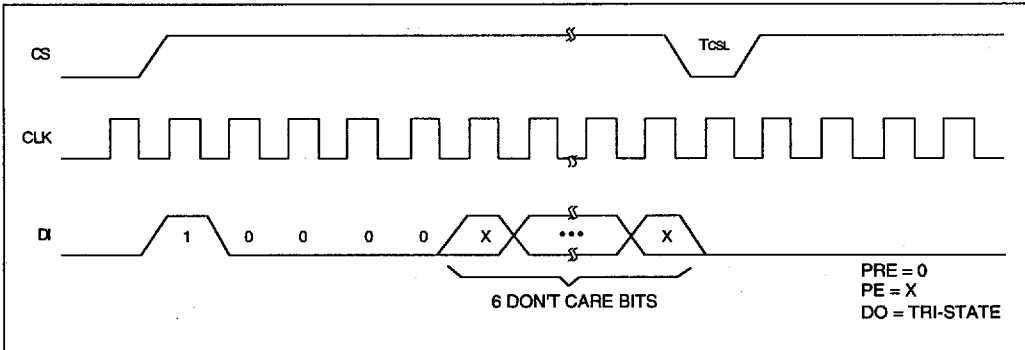 CS
TCSL
CLK
DI
1 0 0 0 0 X ••• X
6 DON'T CARE BITS
PRE = 0
PE = X
DO = TRI-STATE